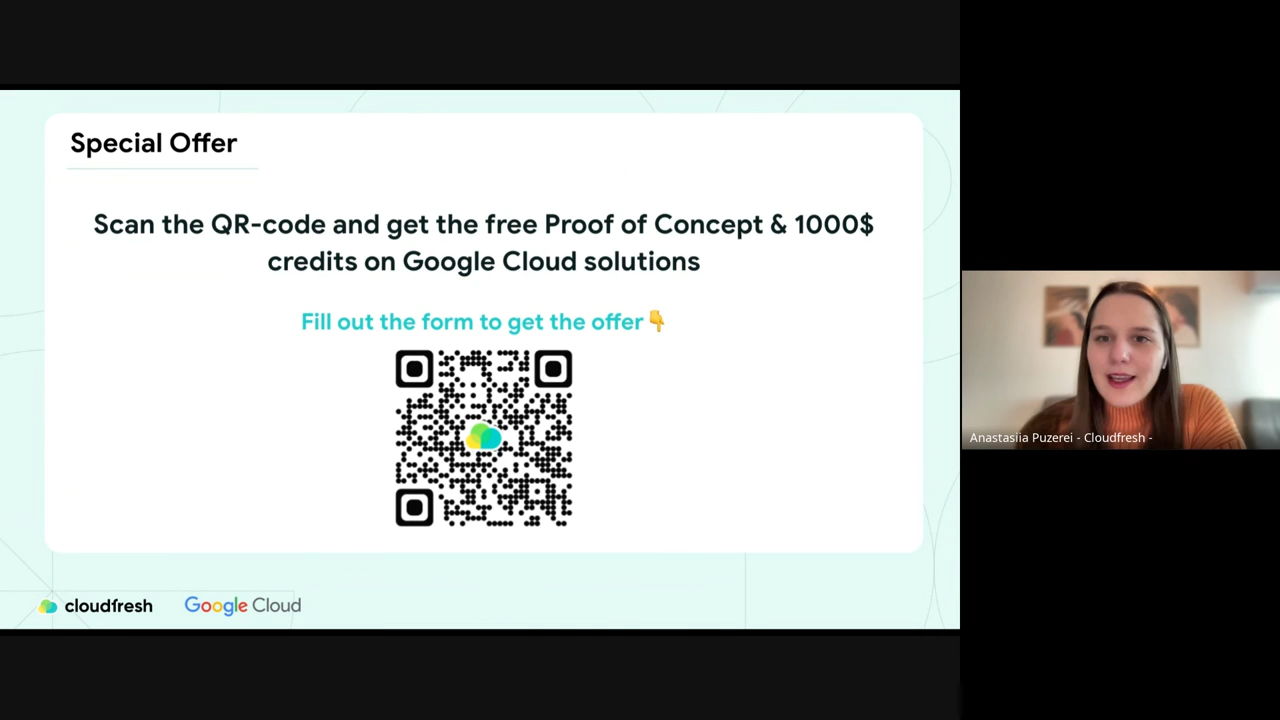 Special Offer
Scan the QR-code and get the free Proof of Concept & 1000$
credits on Google Cloud solutions
Fill out the form to get the offer👇
cloudfresh
Google Cloud
Anastasiia Puzerei - Cloudfresh -